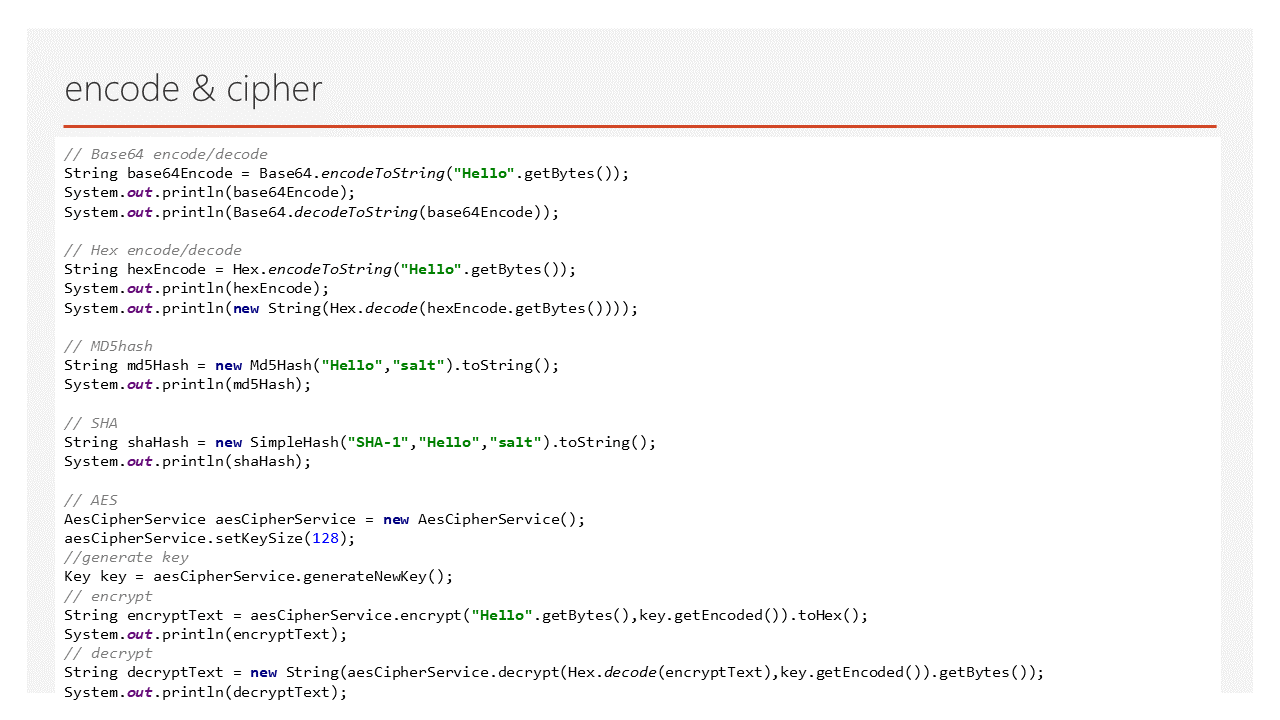 encode & cipher
// Base64 encode/decode
String base64Encode = Base64.encodeToString("Hello".getBytes());
System.out.println(base64Encode);
System.out.println(Base64.decodeToString(base64Encode));
// Hex encode/decode
String hexEncode = Hex.encodeToString("Hello".getBytes());
System.out.println(hexEncode);
System.out.println(new String(Hex.decode(hexEncode.getBytes())));
// MD5hash
String md5Hash = new Md5Hash("Hello","salt").toString();
System.out.println(md5Hash);
// SHA
String shaHash = new SimpleHash("SHA-1","Hello","salt").toString();
System.out.println(shaHash);
// AES
AesCipherService aesCipherService = new AesCipherService();
aesCipherService.setKeySize(128);
//generate key
Key key = aesCipherService.generateNewKey();
// encrypt
String encryptText = aesCipherService.encrypt("Hello".getBytes(),key.getEncoded()).toHex();
System.out.println(encryptText);
// decrypt
String decryptText = new String(aesCipherService.decrypt(Hex.decode(encryptText),key.getEncoded()).getBytes());
System.out.println(decryptText);